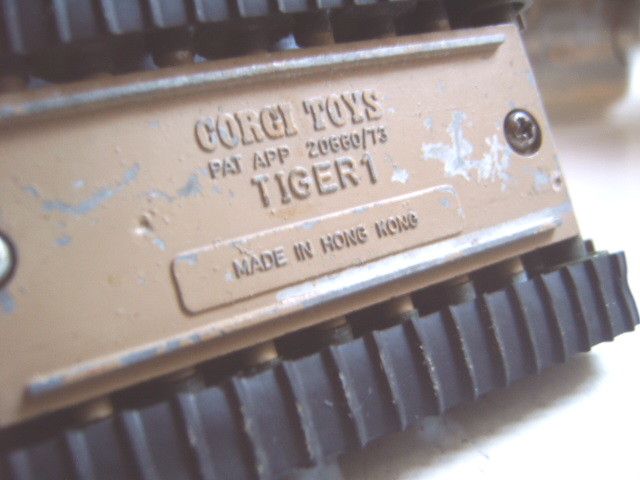 CORGI TOYS
PAT APP 20660/73
TIGER 1
MADE IN HONG KONG